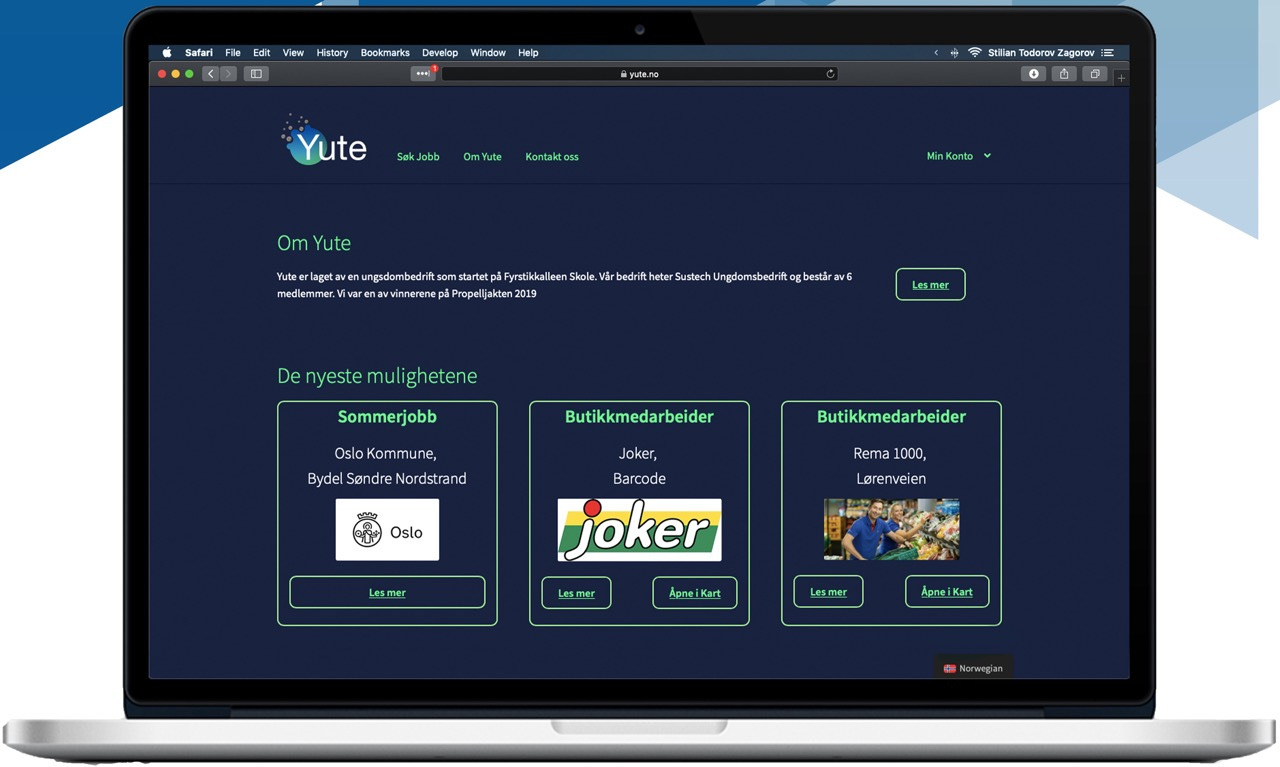 Safari File Edit View History Bookmarks Develop Window Help Stilian Todorov Zagorov
1
yute.no
Yute
Søk Jobb Om Yute Kontakt oss Min Konto
Om Yute
Yute er laget av en ungsdombedrift som startet på Fyrstikkalleen Skole. Vår bedrift heter Sustech Ungdomsbedrift og består av 6
medlemmer. Vi var en av vinnerene på Propelljakten 2019
Les mer
De nyeste mulighetene
Sommerjobb
Oslo Kommune,
Bydel Søndre Nordstrand
Oslo
Les mer
Butikkmedarbeider
Joker,
Barcode
joker
Les mer Åpne i Kart
Butikkmedarbeider
Rema 1000,
Lørenveien
Les mer Åpne i Kart
Norwegian